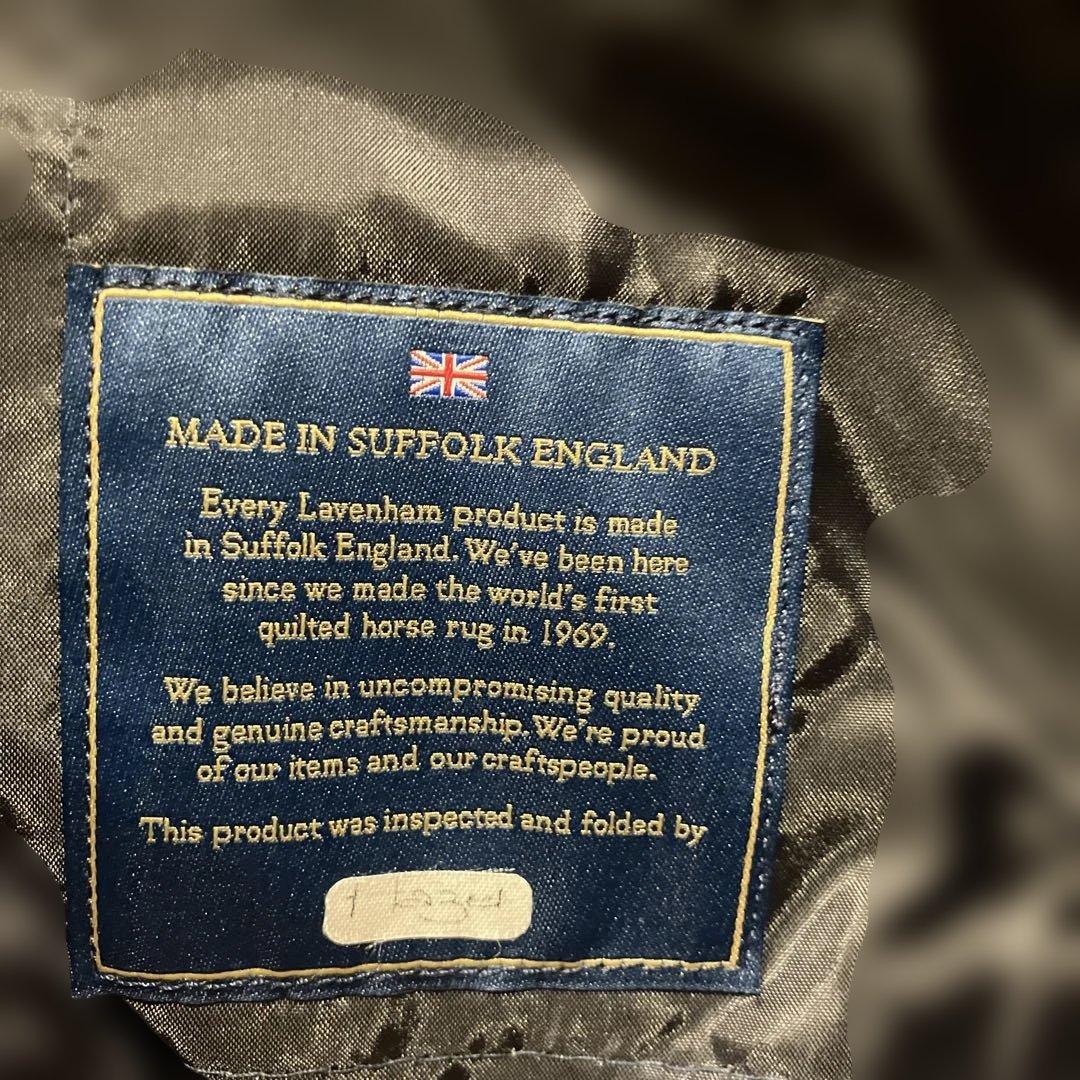 MADE IN SUFFOLK ENGLAND
Every Lavenham product is made
in Suffolk England. We've been here
since we made the world's first
quilted horse rug in 1969.
We believe in uncompromising quality
and genuine craftsmanship. We're proud
of our items and our craftspeople.
This product was inspected and folded by